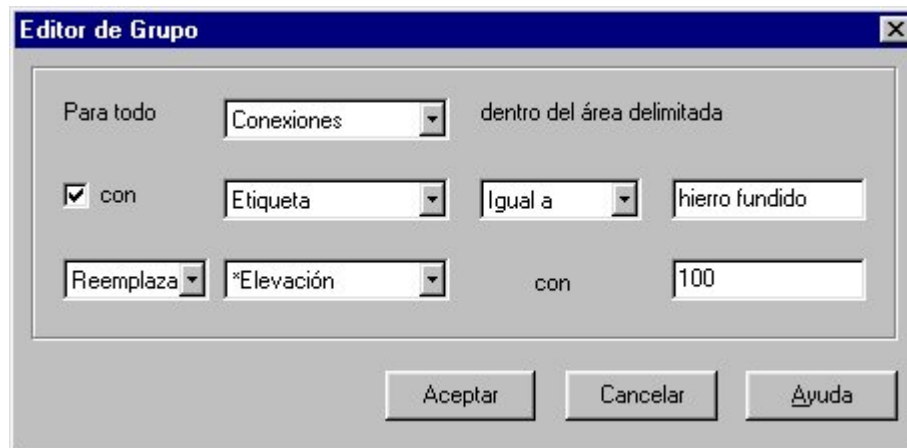 Editor de Grupo
Para todo Conexiones dentro del área delimitada
con Etiqueta Igual a hierro fundido
Reemplaza *Elevación con 100
Aceptar Cancelar Ayuda